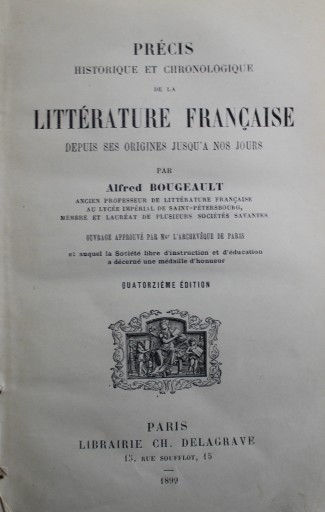 PRÉCIS
HISTORIQUE ET CHRONOLOGIQUE
DE LA
LITTÉRATURE FRANÇAISE
DEPUIS SES ORIGINES JUSQU'A NOS JOURS
PAR
Alfred BOUGEAULT
ANCIEN PROFESSEUR DE LITTÉRATURE FRANÇAISE
AU LYCÉE IMPÉRIAL DE SAINT-PÉTERSBOURG,
MEMBRE ET LAURÉAT DE PLUSIEURS SOCIÉTÉS SAVANTES
OUVRAGE APPROUVÉ PAR Mgr L'ARCHEVÊQUE DE PARIS
et auquel la Société libre d'instruction et d'éducation
a décerné une médaille d'honneur
QUATORZIÈME ÉDITION
PARIS
LIBRAIRIE CH. DELAGRAVE
15, RUE SOUFFLOT, 15
—
1899